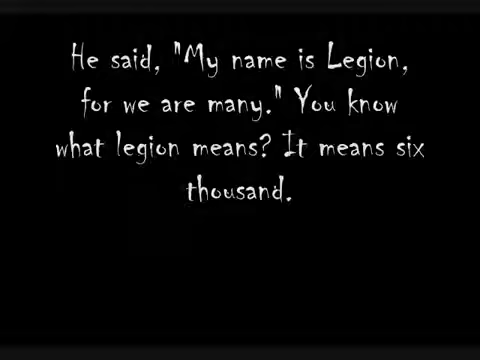 He said, "My name is Legion,
for we are many." You know
what legion means? It means six
thousand.